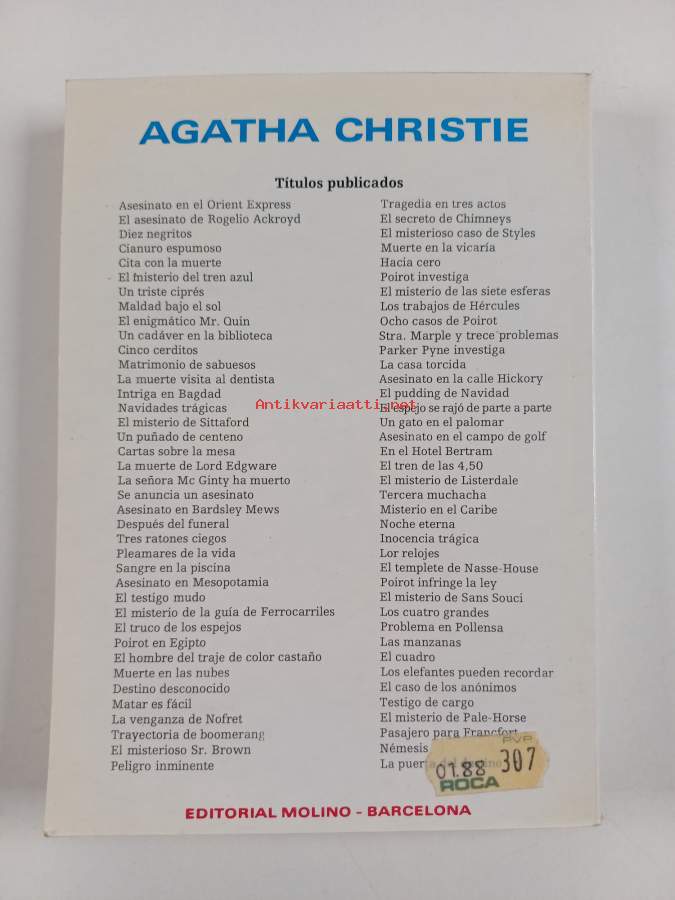 AGATHA CHRISTIE
Títulos publicados
Asesinato en el Orient Express
El asesinato de Rogelio Ackroyd
Diez negritos
Cianuro espumoso
Cita con la muerte
El misterio del tren azul
Un triste ciprés
Maldad bajo el sol
El enigmático Mr. Quin
Un cadáver en la biblioteca
Cinco cerditos
Matrimonio de sabuesos
La muerte visita al dentista
Intriga en Bagdad
Navidades trágicas
El misterio de Sittaford
Un puñado de centeno
Cartas sobre la mesa
La muerte de Lord Edgware
La señora Mc Ginty ha muerto
Se anuncia un asesinato
Asesinato en Bardsley Mews
Después del funeral
Tres ratones ciegos
Pleamares de la vida
Sangre en la piscina
Asesinato en Mesopotamia
El testigo mudo
El misterio de la guía de Ferrocarriles
El truco de los espejos
Poirot en Egipto
El hombre del traje de color castaño
Muerte en las nubes
Destino desconocido
Matar es fácil
La venganza de Nofret
Trayectoria de boomerang
El misterioso Sr. Brown
Peligro inminente
Tragedia en tres actos
El secreto de Chimneys
El misterioso caso de Styles
Muerte en la vicaría
Hacia cero
Poirot investiga
El misterio de las siete esferas
Los trabajos de Hércules
Ocho casos de Poirot
Stra. Marple y trece problemas
Parker Pyne investiga
La casa torcida
Asesinato en la calle Hickory
El pudding de Navidad
El espejo se rajó de parte a parte
Un gato en el palomar
Asesinato en el campo de golf
En el Hotel Bertram
El tren de las 4,50
El misterio de Listerdale
Tercera muchacha
Misterio en el Caribe
Noche eterna
Inocencia trágica
Lor relojes
El templete de Nasse-House
Poirot infringe la ley
El misterio de Sans Souci
Los cuatro grandes
Problema en Pollensa
Las manzanas
El cuadro
Los elefantes pueden recordar
El caso de los anónimos
Testigo de cargo
El misterio de Pale-Horse
Pasajero para Francfort
Némesis
La puerta del destino
Antikvariaatti.net
PVP
01.88 307
ROCA
EDITORIAL MOLINO - BARCELONA